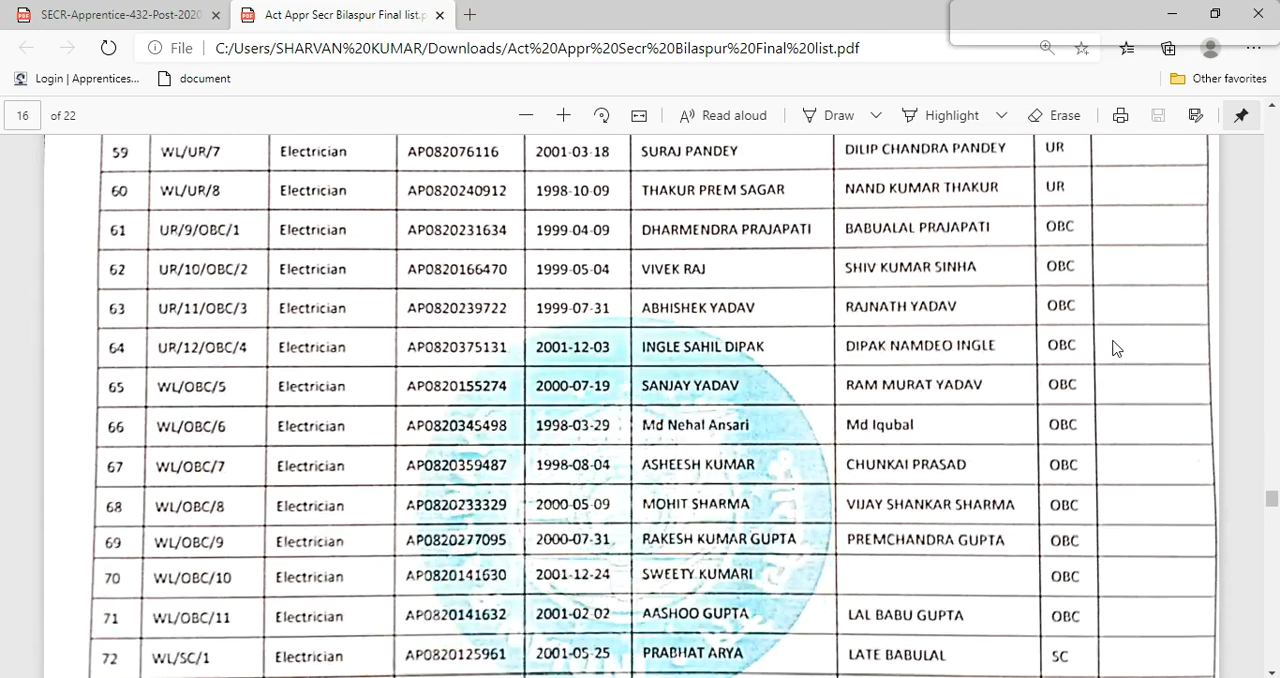 SECR-Apprentice-432-Post-2020
Act Appr Secr Bilaspur Final list.p
File | C:/Users/SHARVAN%20KUMAR/Downloads/Act%20Appr%20Secr%20Bilaspur%20Final%20list.pdf
Login | Apprentices... document Other favorites
16 of 22 Read aloud Draw Highlight Erase
59 WL/UR/7 Electrician AP082076116 2001-03-18 SURAJ PANDEY DILIP CHANDRA PANDEY UR
60 WL/UR/8 Electrician AP0820240912 1998-10-09 THAKUR PREM SAGAR NAND KUMAR THAKUR UR
61 UR/9/OBC/1 Electrician AP0820231634 1999-04-09 DHARMENDRA PRAJAPATI BABUALAL PRAJAPATI OBC
62 UR/10/OBC/2 Electrician AP0820166470 1999-05-04 VIVEK RAJ SHIV KUMAR SINHA OBC
63 UR/11/OBC/3 Electrician AP0820239722 1999-07-31 ABHISHEK YADAV RAJNATH YADAV OBC
64 UR/12/OBC/4 Electrician AP0820375131 2001-12-03 INGLE SAHIL DIPAK DIPAK NAMDEO INGLE OBC
65 WL/OBC/5 Electrician AP0820155274 2000-07-19 SANJAY YADAV RAM MURAT YADAV OBC
66 WL/OBC/6 Electrician AP0820345498 1998-03-29 Md Nehal Ansari Md Iqubal OBC
67 WL/OBC/7 Electrician AP0820359487 1998-08-04 ASHEESH KUMAR CHUNKAI PRASAD OBC
68 WL/OBC/8 Electrician AP0820233329 2000-05-09 MOHIT SHARMA VIJAY SHANKAR SHARMA OBC
69 WL/OBC/9 Electrician AP0820277095 2000-07-31 RAKESH KUMAR GUPTA PREMCHANDRA GUPTA OBC
70 WL/OBC/10 Electrician AP0820141630 2001-12-24 SWEETY KUMARI OBC
71 WL/OBC/11 Electrician AP0820141632 2001-02-02 AASHOO GUPTA LAL BABU GUPTA OBC
72 WL/SC/1 Electrician AP0820125961 2001-05-25 PRABHAT ARYA LATE BABULAL SC